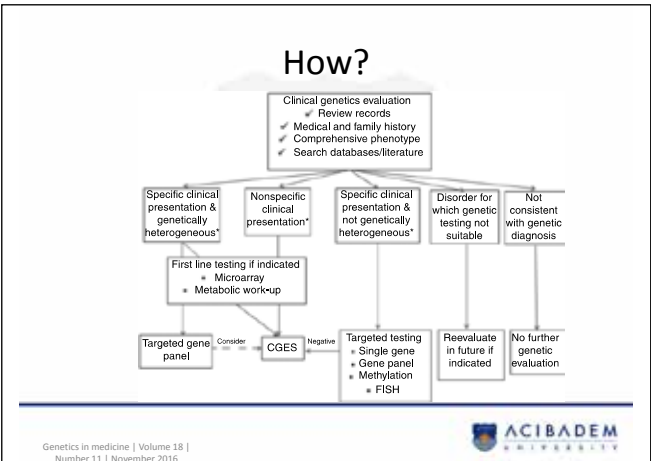 How?
Clinical genetics evaluation
✔ Review records
✔ Medical and family history
✔ Comprehensive phenotype
✔ Search databases/literature
Specific clinical
presentation &
genetically
heterogeneous*
Nonspecific
clinical
presentation*
Specific clinical
presentation &
not genetically
heterogeneous*
Disorder for
which genetic
testing not
suitable
Not
consistent
with genetic
diagnosis
First line testing if indicated
• Microarray
• Metabolic work-up
Targeted gene
panel
Consider
CGES
Negative
Targeted testing
• Single gene
• Gene panel
• Methylation
• FISH
Reevaluate
in future if
indicated
No further
genetic
evaluation
Genetics in medicine | Volume 18 |
Number 11 | November 2016
ACIBADEM
UNIVERSITY